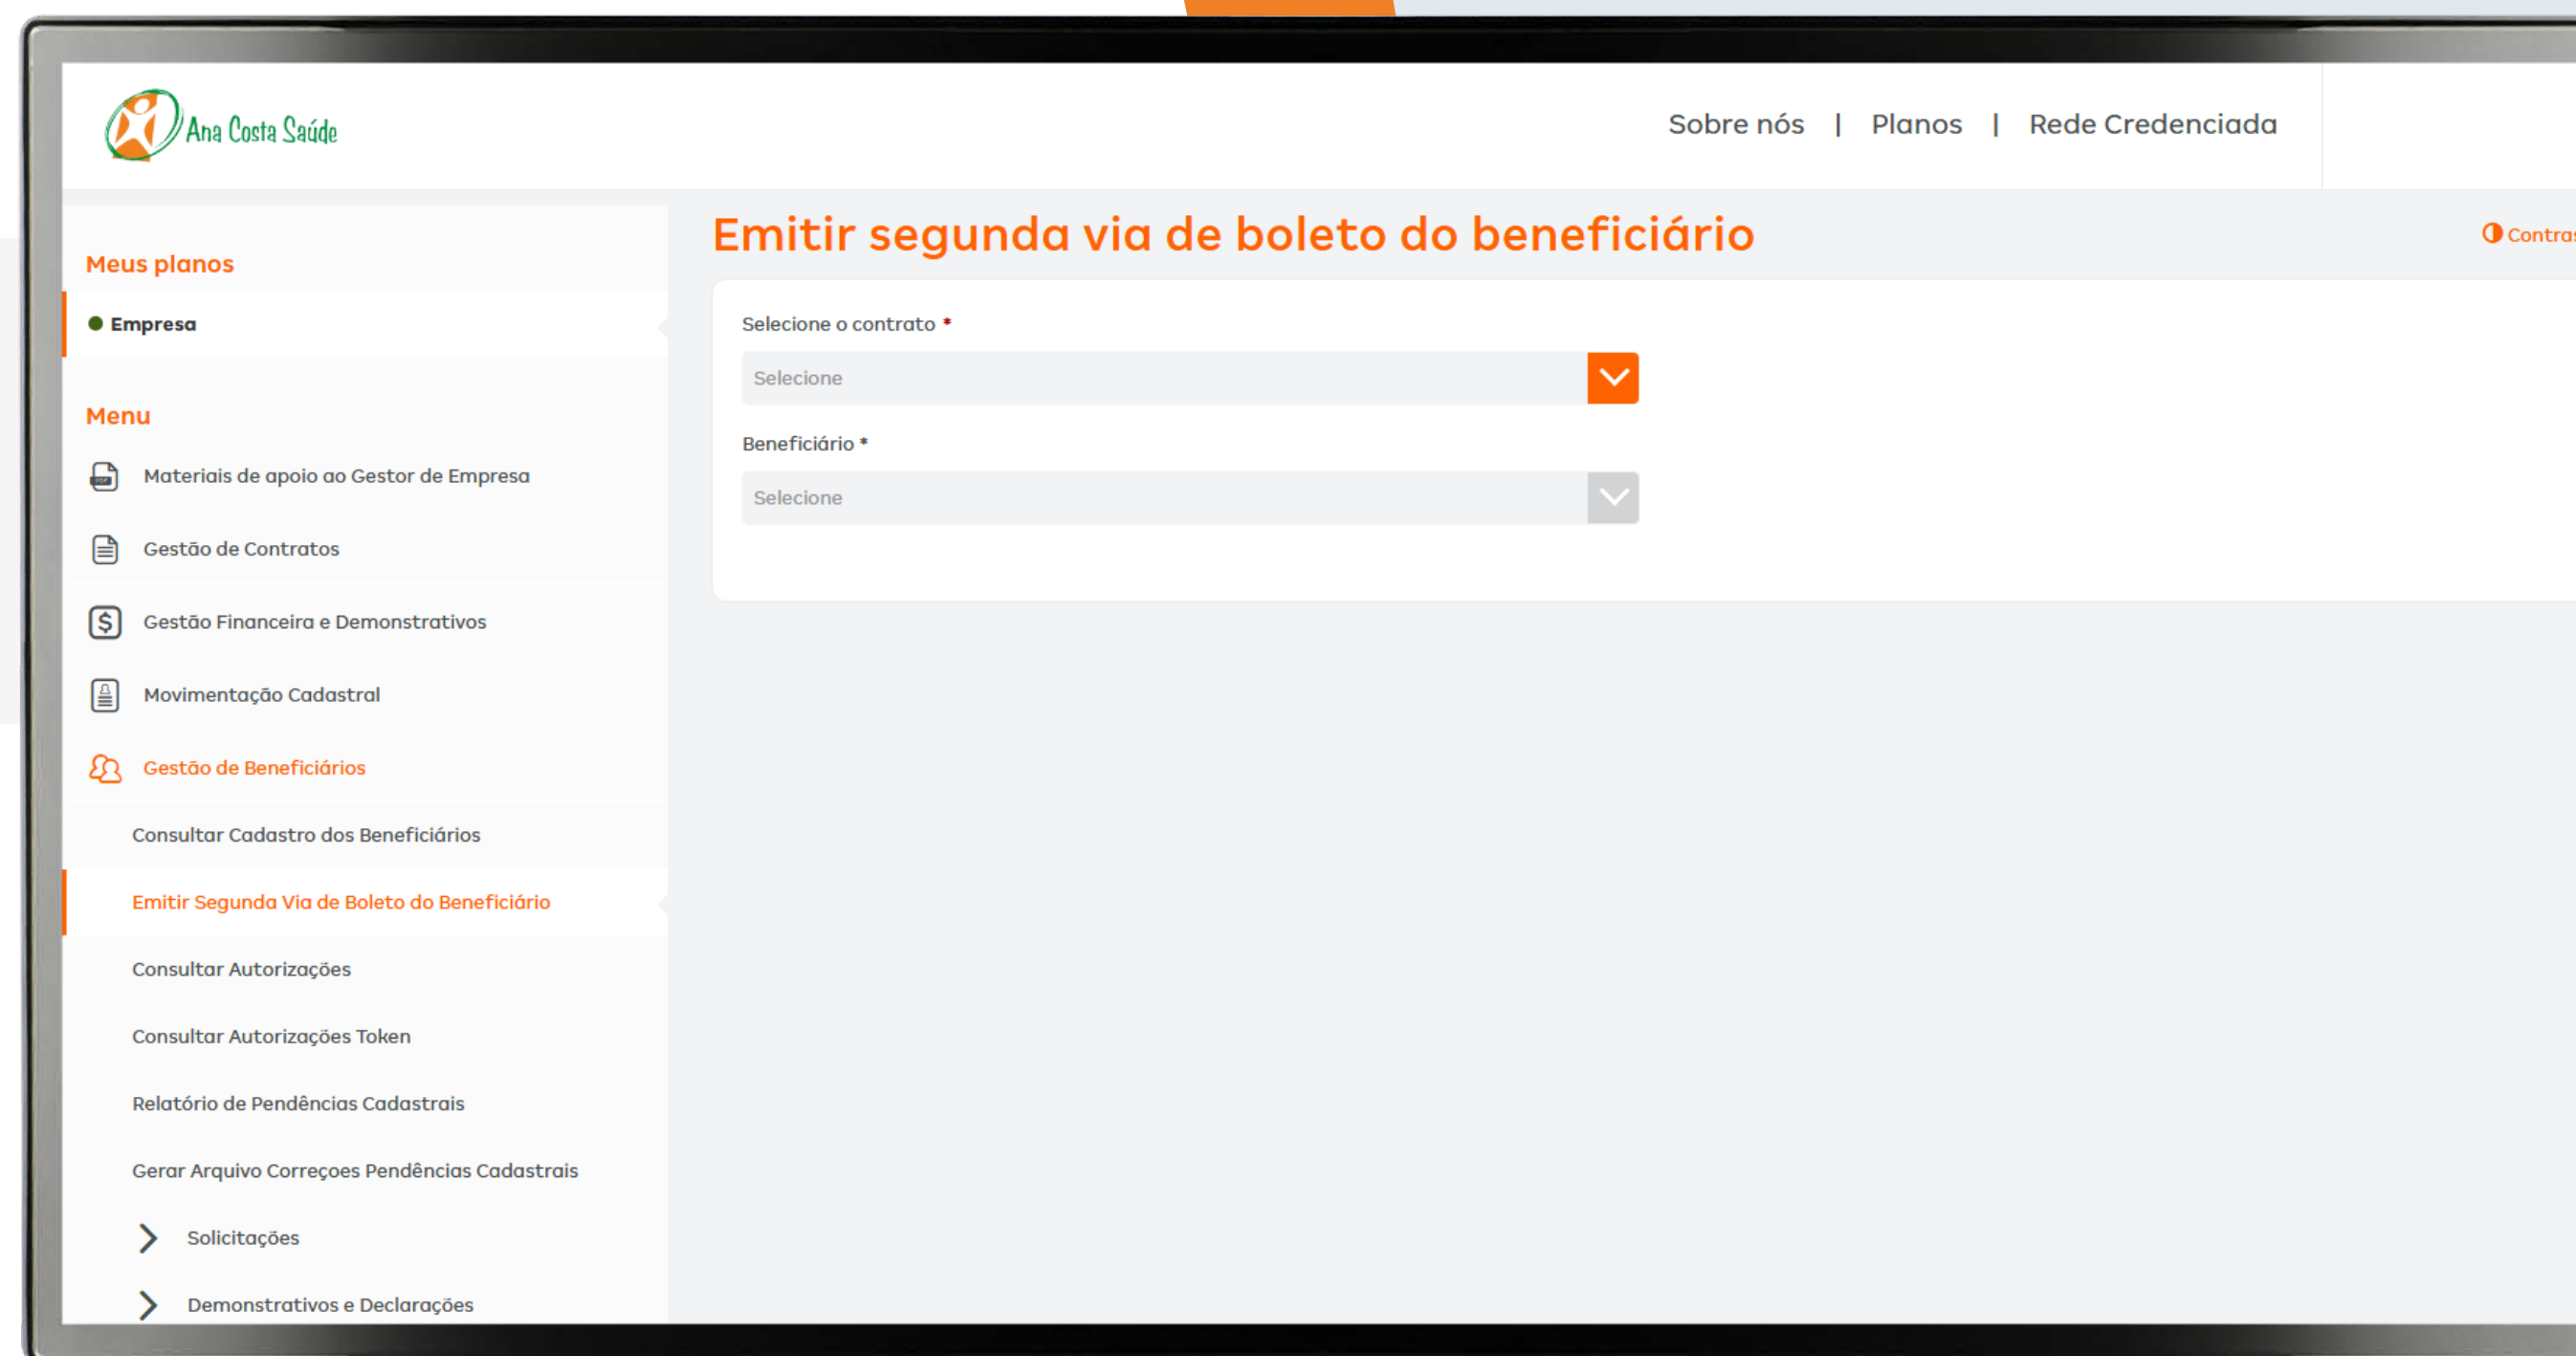 Ana Costa Saúde
Sobre nós | Planos | Rede Credenciada
Emitir segunda via de boleto do beneficiário
Contras
Meus planos
Empresa
Menu
Materiais de apoio ao Gestor de Empresa
Gestão de Contratos
Gestão Financeira e Demonstrativos
Movimentação Cadastral
Gestão de Beneficiários
Consultar Cadastro dos Beneficiários
Emitir Segunda Via de Boleto do Beneficiário
Consultar Autorizações
Consultar Autorizações Token
Relatório de Pendências Cadastrais
Gerar Arquivo Correçoes Pendências Cadastrais
Solicitações
Demonstrativos e Declarações
Selecione o contrato *
Selecione
Beneficiário *
Selecione